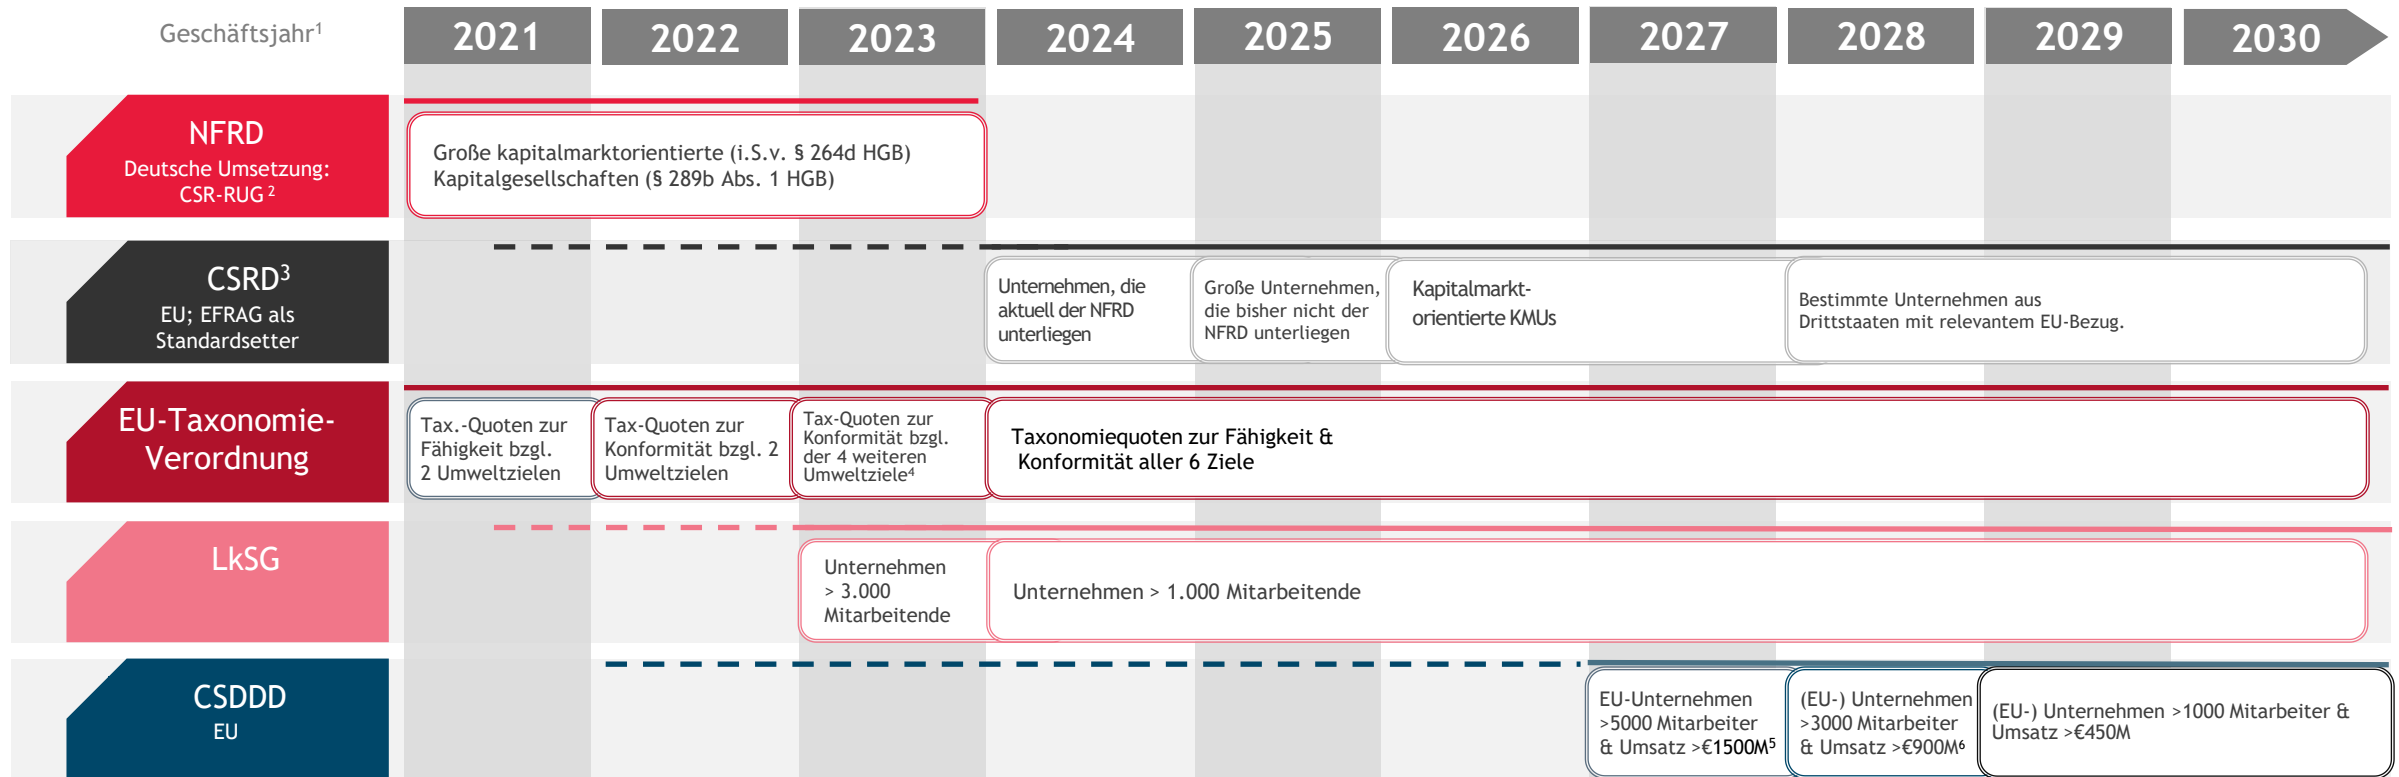 Geschäftsjahr¹
2021 2022 2023 2024 2025 2026 2027 2028 2029 2030
NFRD
Deutsche Umsetzung:
CSR-RUG ²
Große kapitalmarktorientierte (i.S.v. § 264d HGB)
Kapitalgesellschaften (§ 289b Abs. 1 HGB)
CSRD³
EU; EFRAG als
Standardsetter
Unternehmen, die
aktuell der NFRD
unterliegen
Große Unternehmen,
die bisher nicht der
NFRD unterliegen
Kapitalmarkt-
orientierte KMUs
Bestimmte Unternehmen aus
Drittstaaten mit relevantem EU-Bezug.
EU-Taxonomie-
Verordnung
Tax.-Quoten zur
Fähigkeit bzgl.
2 Umweltzielen
Tax-Quoten zur
Konformität bzgl. 2
Umweltzielen
Tax-Quoten zur
Konformität bzgl.
der 4 weiteren
Umweltziele⁴
Taxonomiequoten zur Fähigkeit &
Konformität aller 6 Ziele
LkSG
Unternehmen
> 3.000
Mitarbeitende
Unternehmen > 1.000 Mitarbeitende
CSDDD
EU
EU-Unternehmen
>5000 Mitarbeiter
& Umsatz >€1500M⁵
(EU-) Unternehmen
>3000 Mitarbeiter
& Umsatz >€900M⁶
(EU-) Unternehmen >1000 Mitarbeiter &
Umsatz >€450M